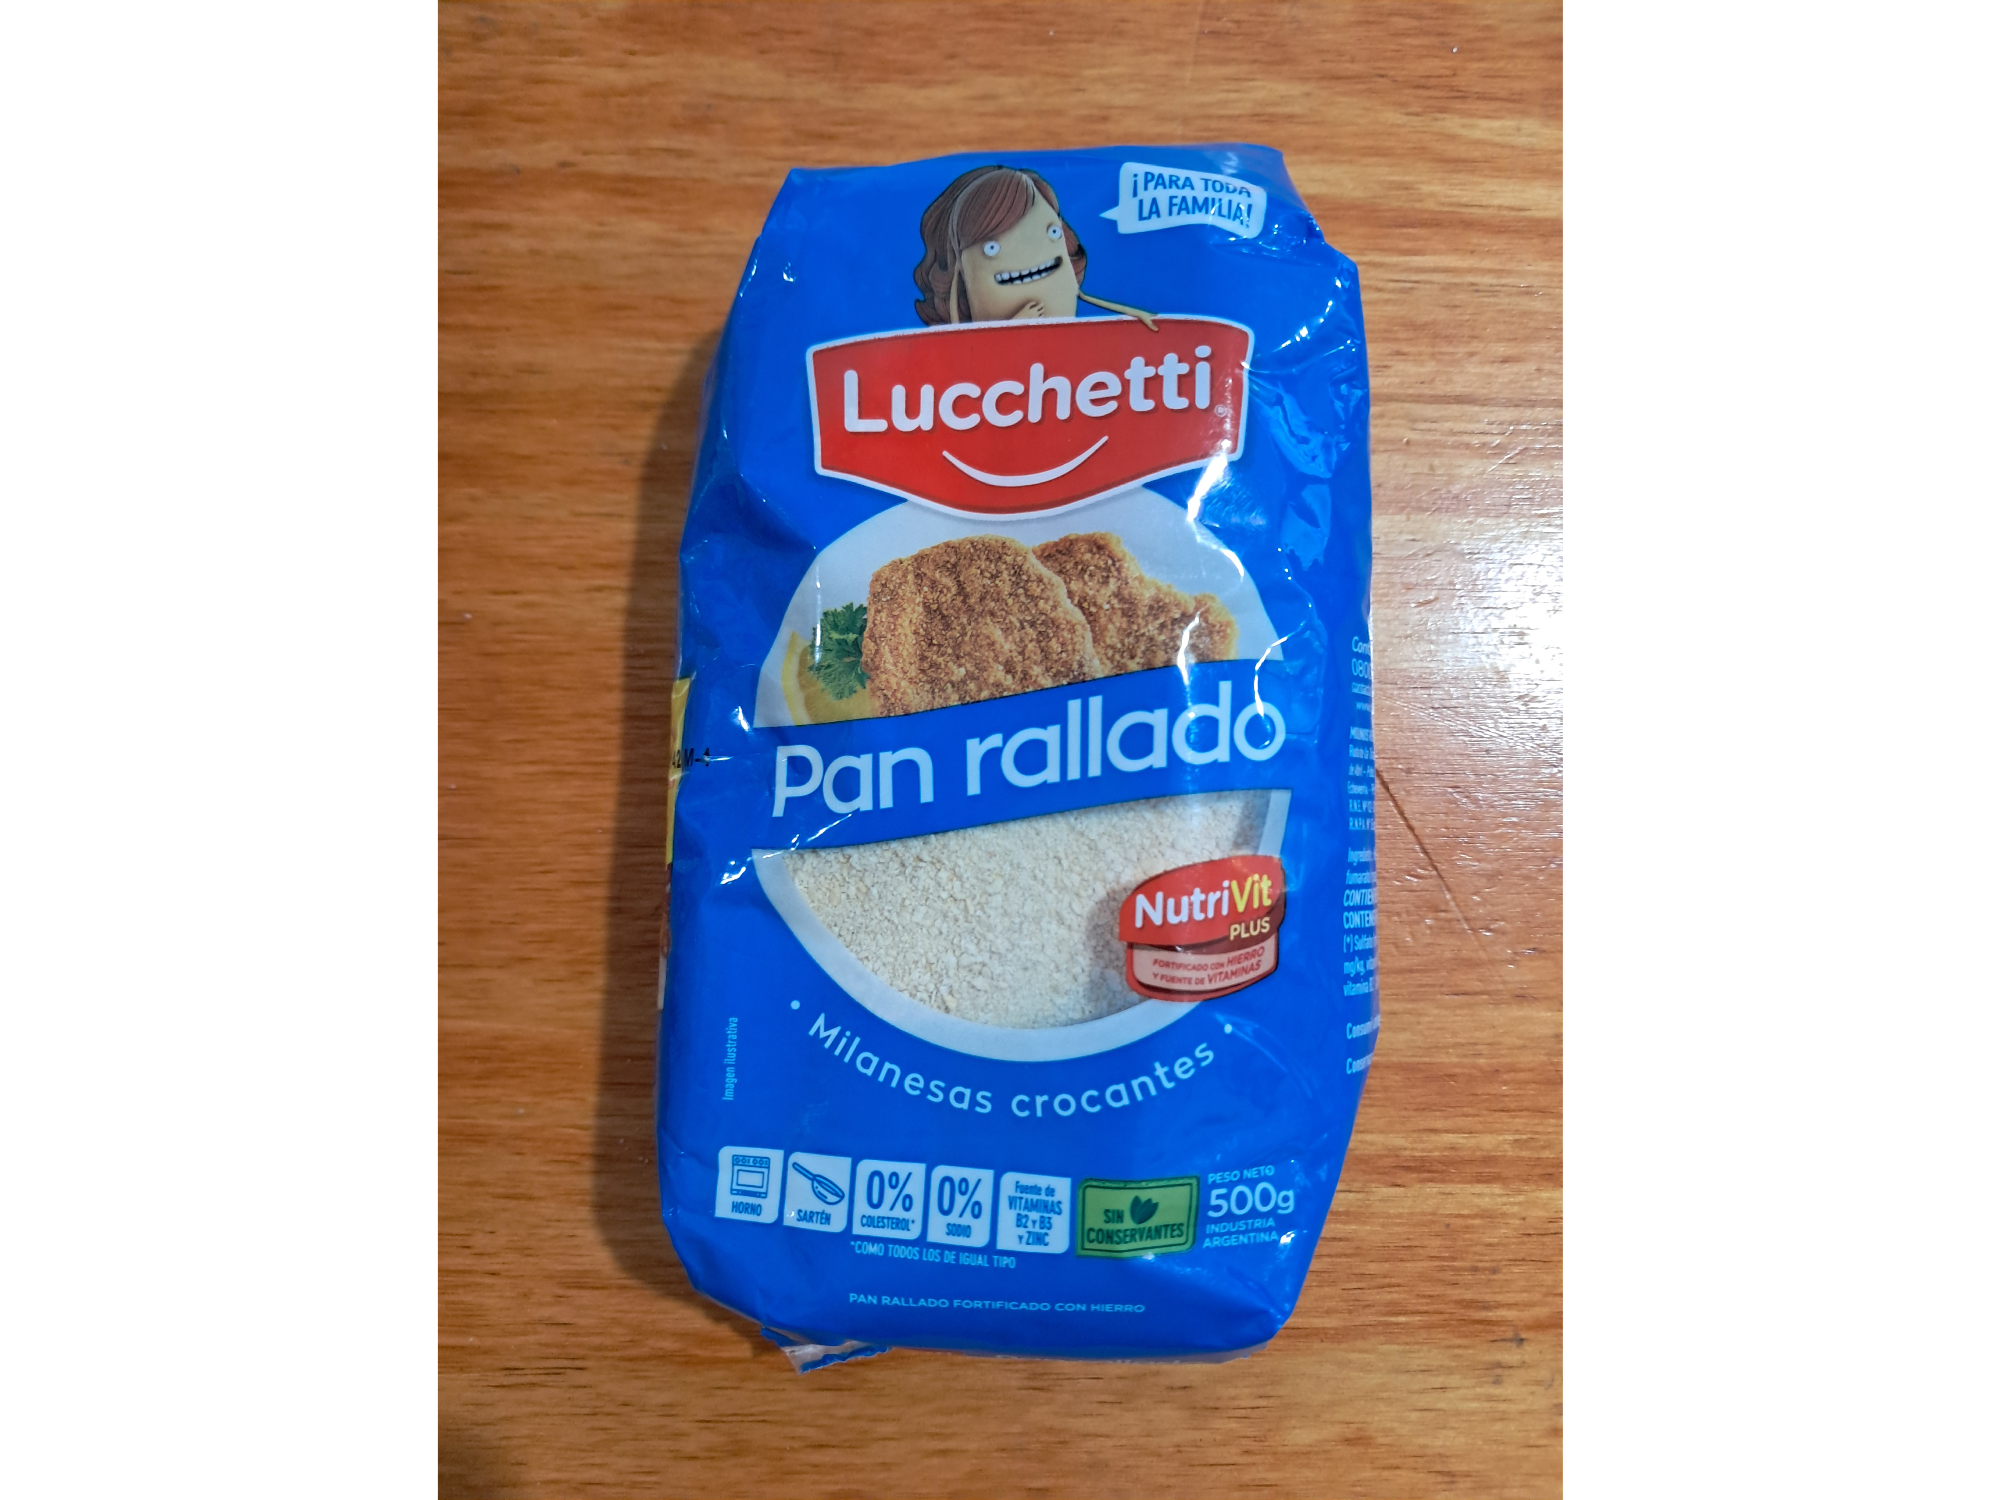 ¡PARA TODA
LA FAMILIA!
Lucchetti
Pan rallado
NutriVit
PLUS
FORTIFICADO CON HIERRO
Y FUENTE DE VITAMINAS
• Milanesas crocantes •
Imagen ilustrativa
HORNO
SARTÉN
0%
COLESTEROL*
0%
SODIO
Fuente de
VITAMINAS
B2 Y B3
Y ZINC
SIN
CONSERVANTES
PESO NETO
500g
INDUSTRIA
ARGENTINA
*COMO TODOS LOS DE IGUAL TIPO
PAN RALLADO FORTIFICADO CON HIERRO